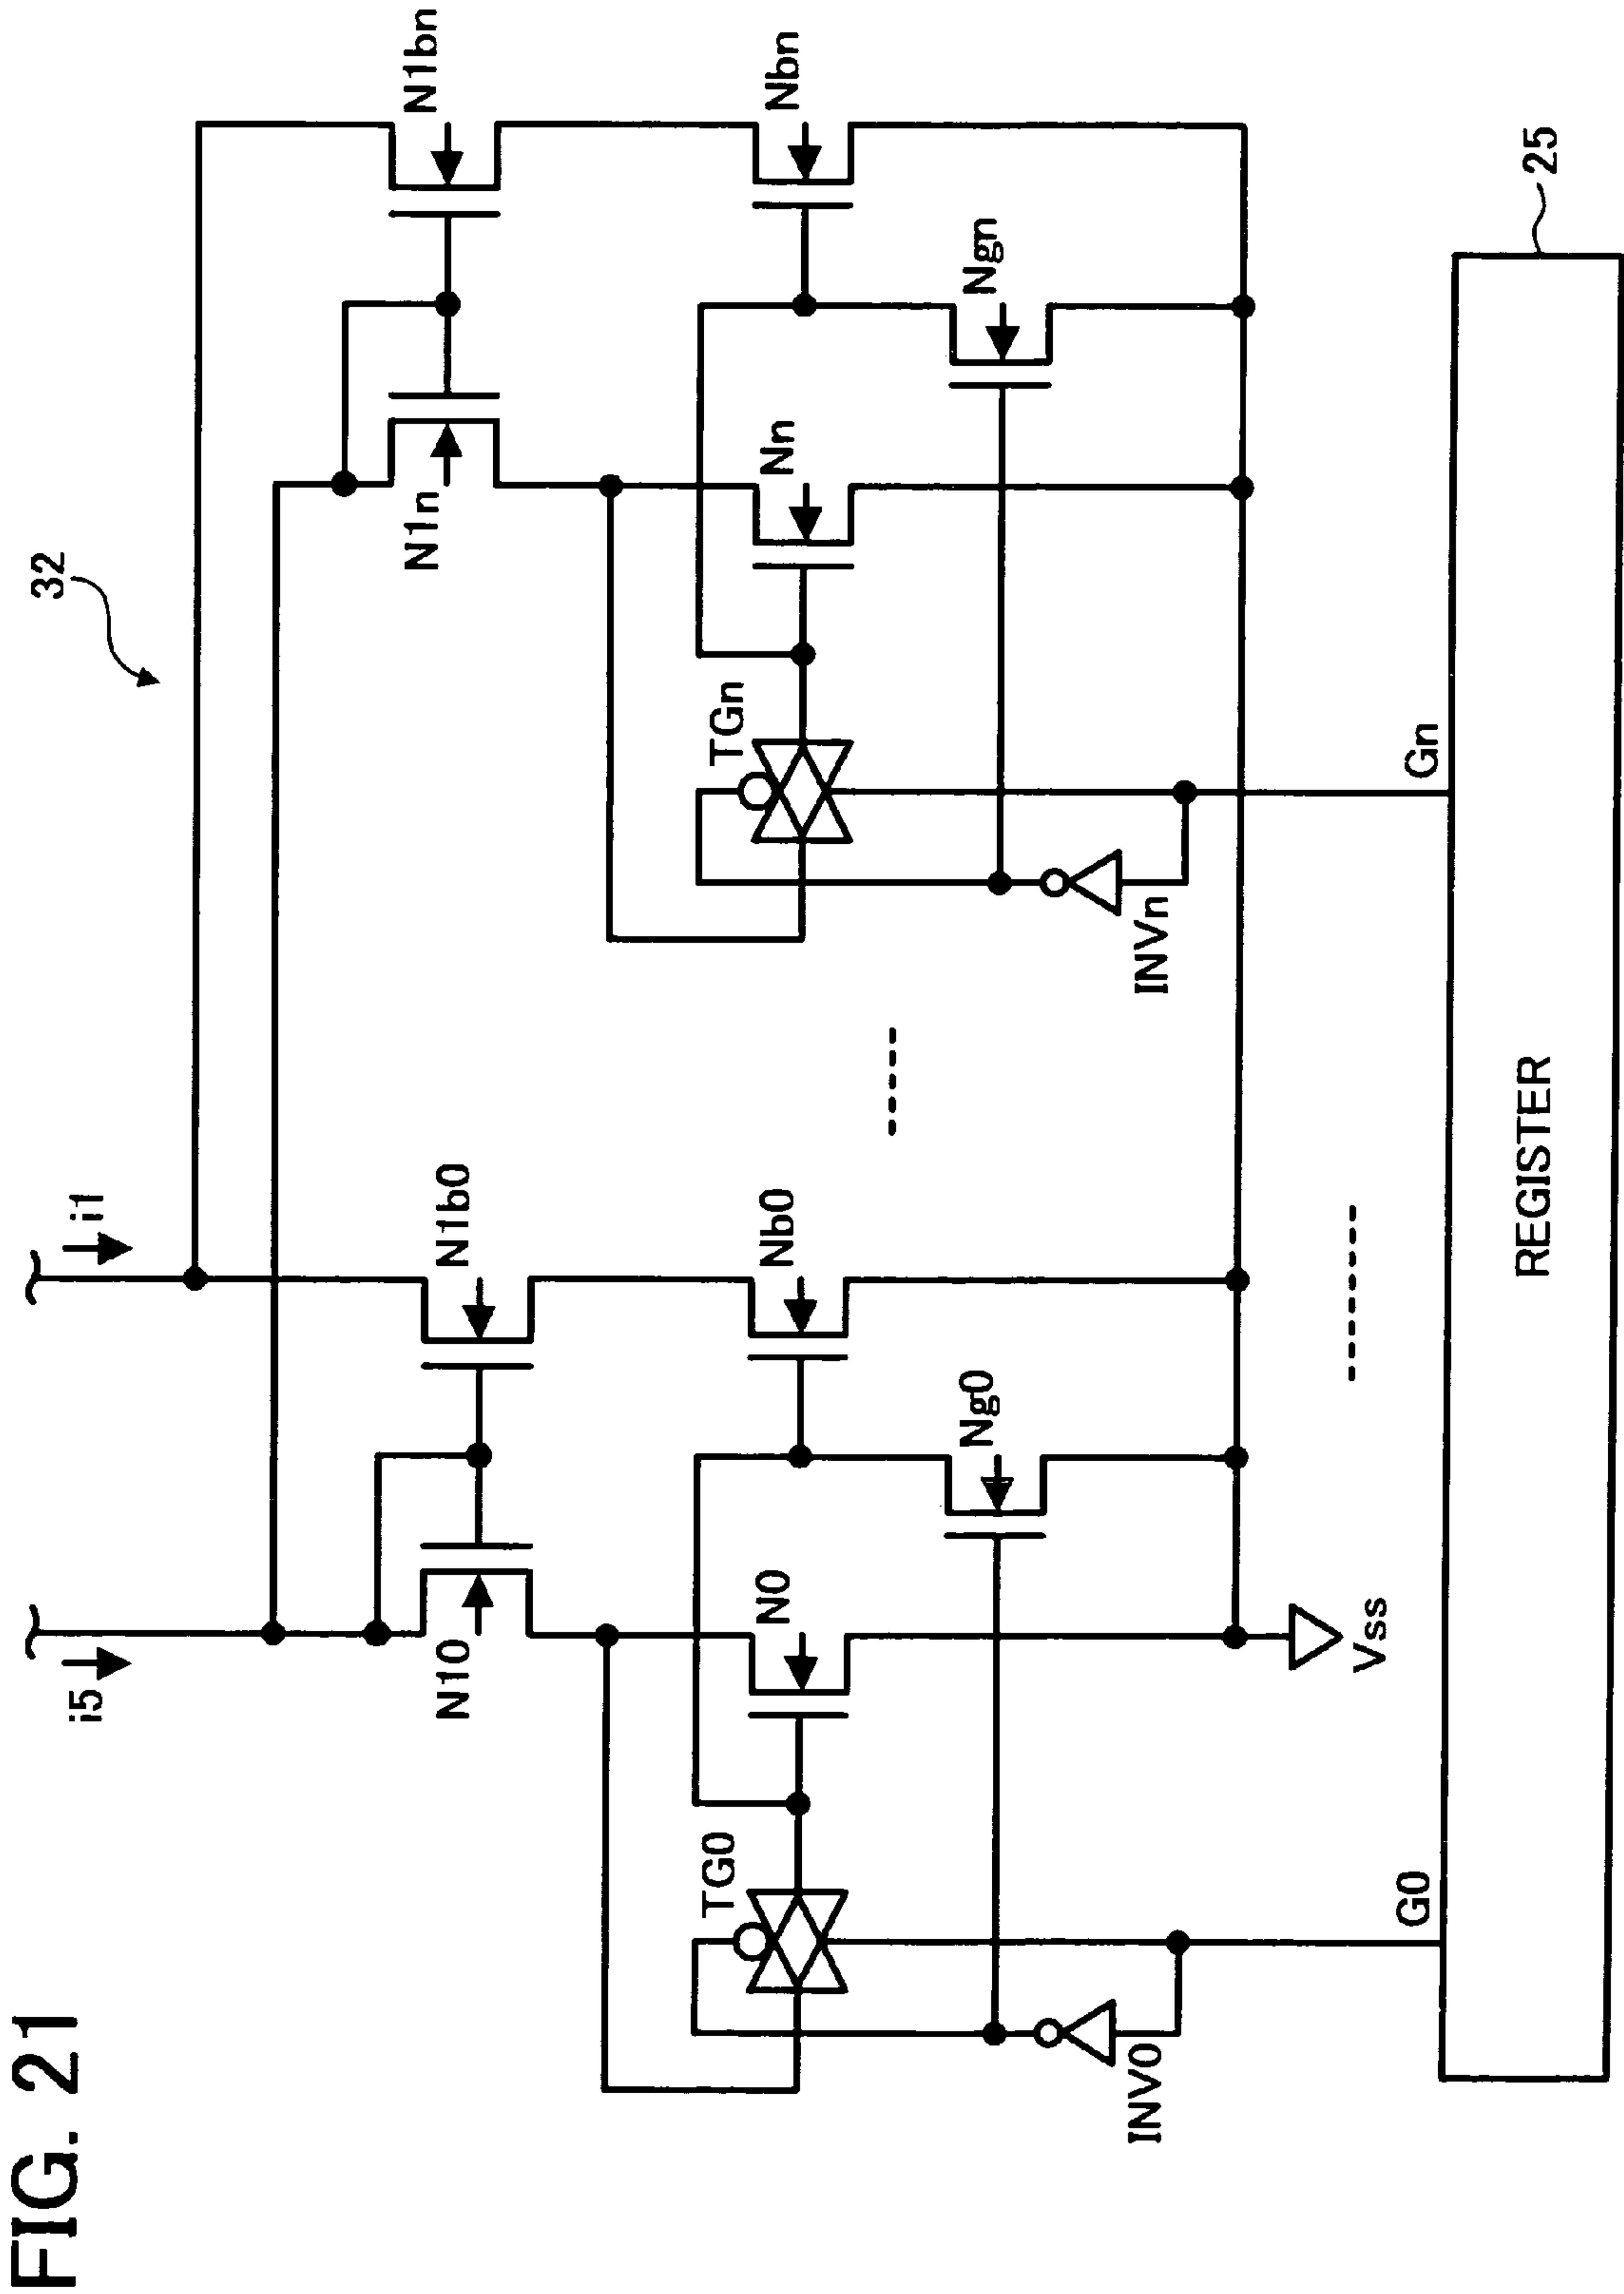 FIG. 21
32
i5
i1
N10
N1b0
N1n
N1bn
TG0
N0
Nb0
TGn
Nn
Nbn
Ng0
Ngn
INV0
INVn
Vss
G0
Gn
25
REGISTER